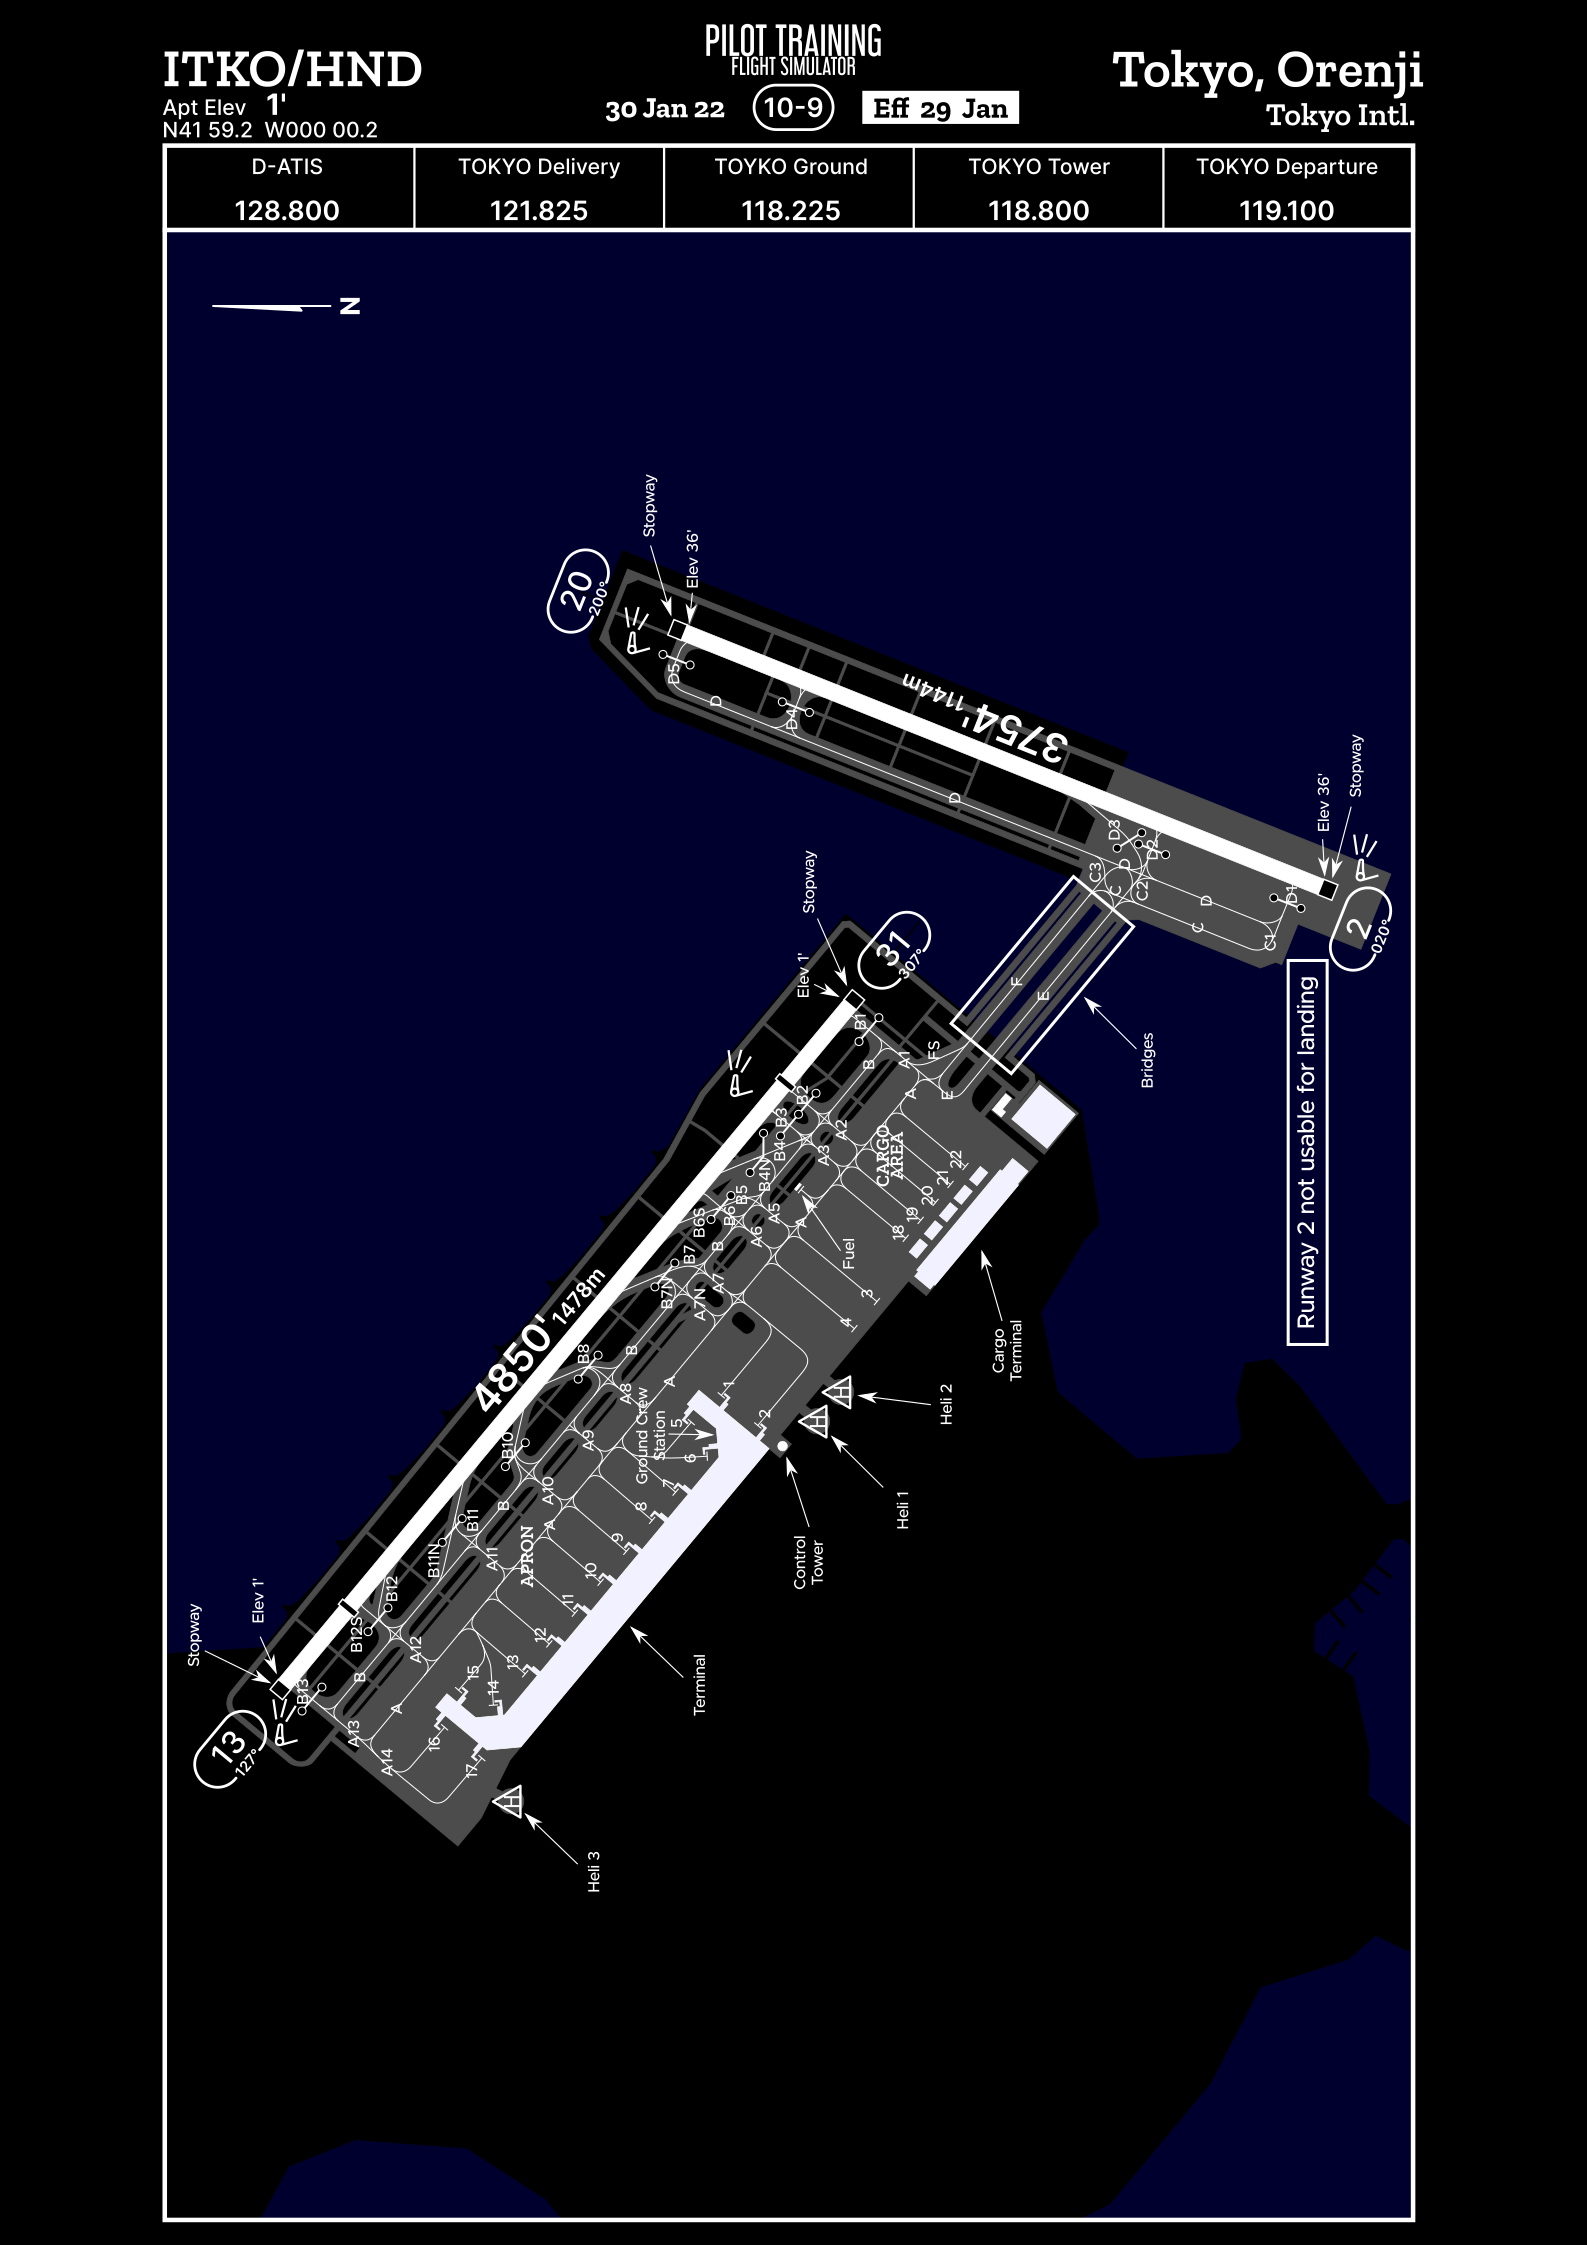 PILOT TRAINING
FLIGHT SIMULATOR
ITKO/HND
Apt Elev 1'
N41 59.2 W000 00.2
30 Jan 22
10-9
Eff 29 Jan
Tokyo, Orenji
Tokyo Intl.
D-ATIS
128.800
TOKYO Delivery
121.825
TOYKO Ground
118.225
TOKYO Tower
118.800
TOKYO Departure
119.100
N
Stopway
Elev 36'
20
200°
D5
D
D4
3754' 1144m
D
D3
D2
D
C3
C
C2
D
C
D1
C1
Elev 36'
Stopway
2
020°
Runway 2 not usable for landing
F
E
Bridges
Stopway
Elev 1'
31
307°
B1
B
A1
FS
A
E
B2
B3
B4
A2
A3
CARGO
AREA
B4N
B5
B6
B6S
A5
A
A6
B
Fuel
22
21
20
19
18
B7
B7N
A7
A7N
3
4
Cargo
Terminal
4850' 1478m
B8
B
A8
A
1
2
Heli 2
Heli 1
Ground Crew
Station
5
6
7
8
9
10
11
12
13
14
15
16
17
Control
Tower
B10
A9
B
A10
A
APRON
B11
B11N
A11
B12
B12S
A12
B
A
B13
A13
A14
Terminal
Stopway
Elev 1'
13
127°
H
H
H
Heli 3